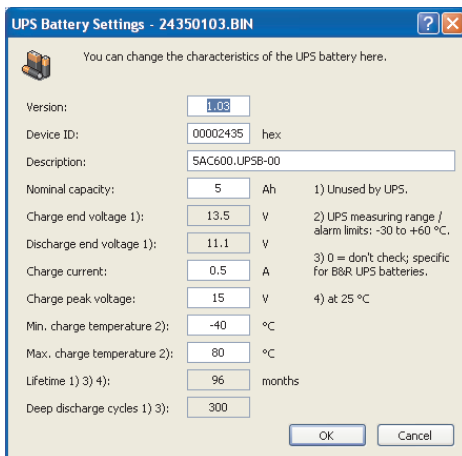 UPS Battery Settings - 24350103.BIN
You can change the characteristics of the UPS battery here.
Version: 1.03
Device ID: 00002435 hex
Description: 5AC600.UPSB-00
Nominal capacity: 5 Ah 1) Unused by UPS.
Charge end voltage 1): 13.5 V 2) UPS measuring range /
alarm limits: -30 to +60 °C.
Discharge end voltage 1): 11.1 V
3) 0 = don't check; specific
Charge current: 0.5 A for B&R UPS batteries.
Charge peak voltage: 15 V 4) at 25 °C
Min. charge temperature 2): -40 °C
Max. charge temperature 2): 80 °C
Lifetime 1) 3) 4): 96 months
Deep discharge cycles 1) 3): 300
OK Cancel